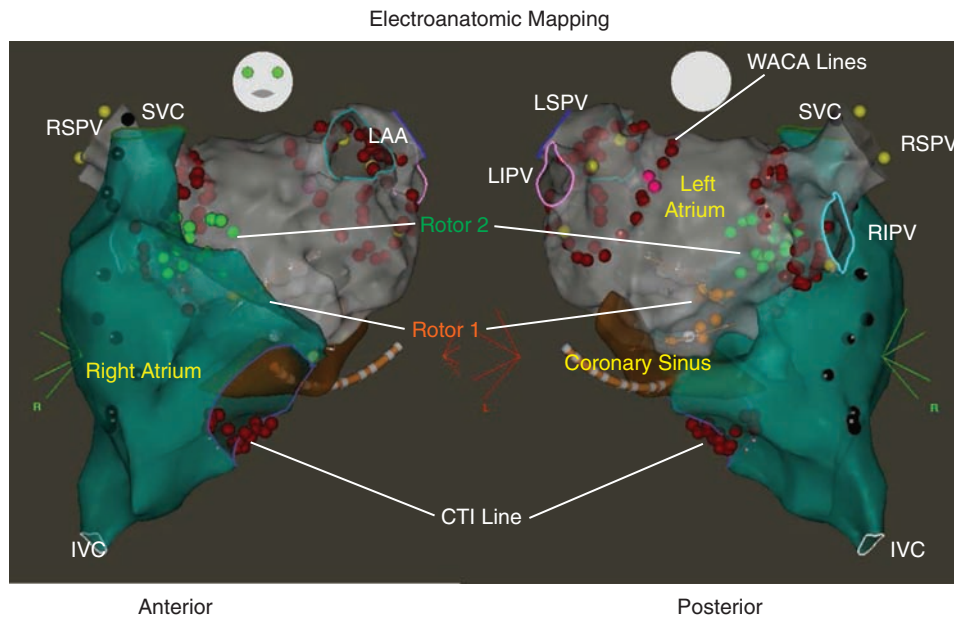 Electroanatomic Mapping
WACA Lines
RSPV
SVC
LAA
LSPV
SVC
RSPV
LIPV
Left
Atrium
Rotor 2
RIPV
Rotor 1
Right Atrium
Coronary Sinus
R
R
CTI Line
IVC
IVC
Anterior
Posterior